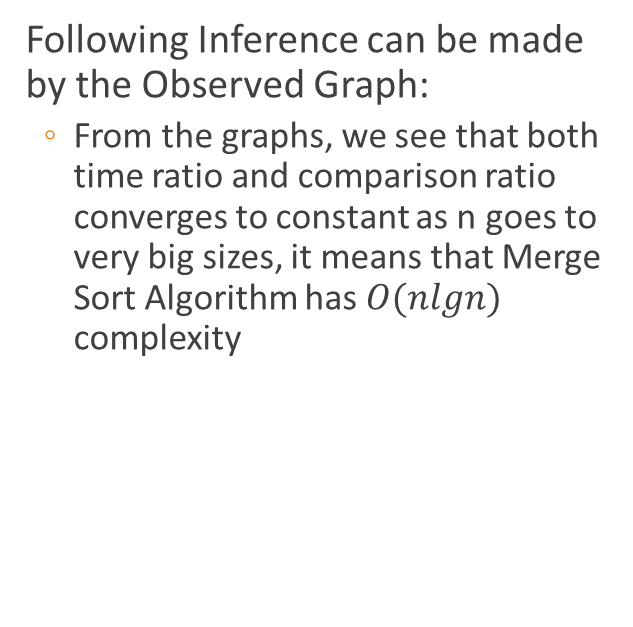 Following Inference can be made
by the Observed Graph:
◦ From the graphs, we see that both
time ratio and comparison ratio
converges to constant as n goes to
very big sizes, it means that Merge
Sort Algorithm has O(nlgn)
complexity